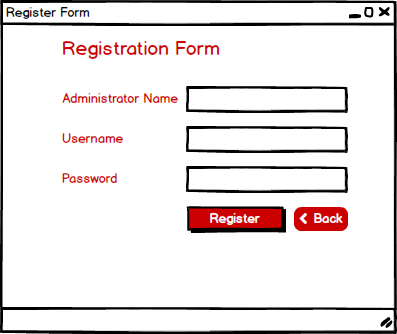 Register Form
Registration Form
Administrator Name
Username
Password
Register
Back